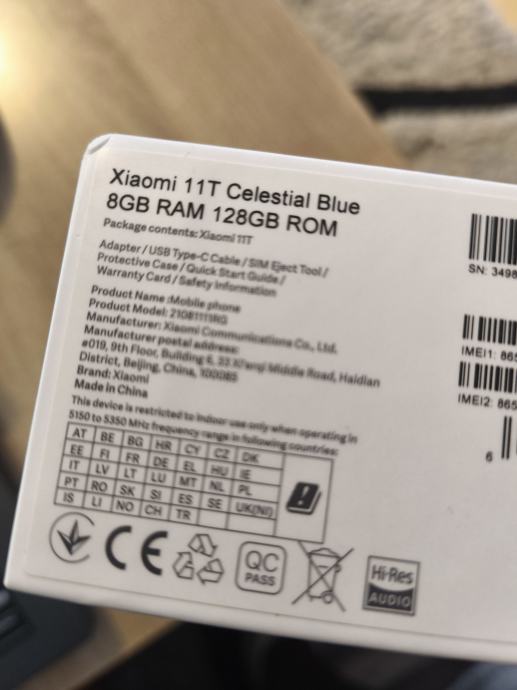 Xiaomi 11T Celestial Blue
8GB RAM 128GB ROM
Package contents: Xiaomi 11T
Adapter / USB Type-C Cable / SIM Eject Tool /
Protective Case / Quick Start Guide /
Warranty Card / Safety Information
Product Name :Mobile phone
Product Model: 21081111RG
Manufacturer: Xiaomi Communications Co., Ltd.
Manufacturer postal address:
#019, 9th Floor, Building 6, 33 Xi'erqi Middle Road, Haidian
District, Beijing, China, 100085
Brand: Xiaomi
Made in China
This device is restricted to indoor use only when operating in
5150 to 5350 MHz frequency range in following countries:
AT BE BG HR CY CZ DK
EE FI FR DE EL HU IE
IT LV LT LU MT NL PL
PT RO SK SI ES SE UK(NI)
IS LI NO CH TR
CE
QC
PASS
Hi-Res
AUDIO
SN: 3498
IMEI1: 865
IMEI2: 865
6